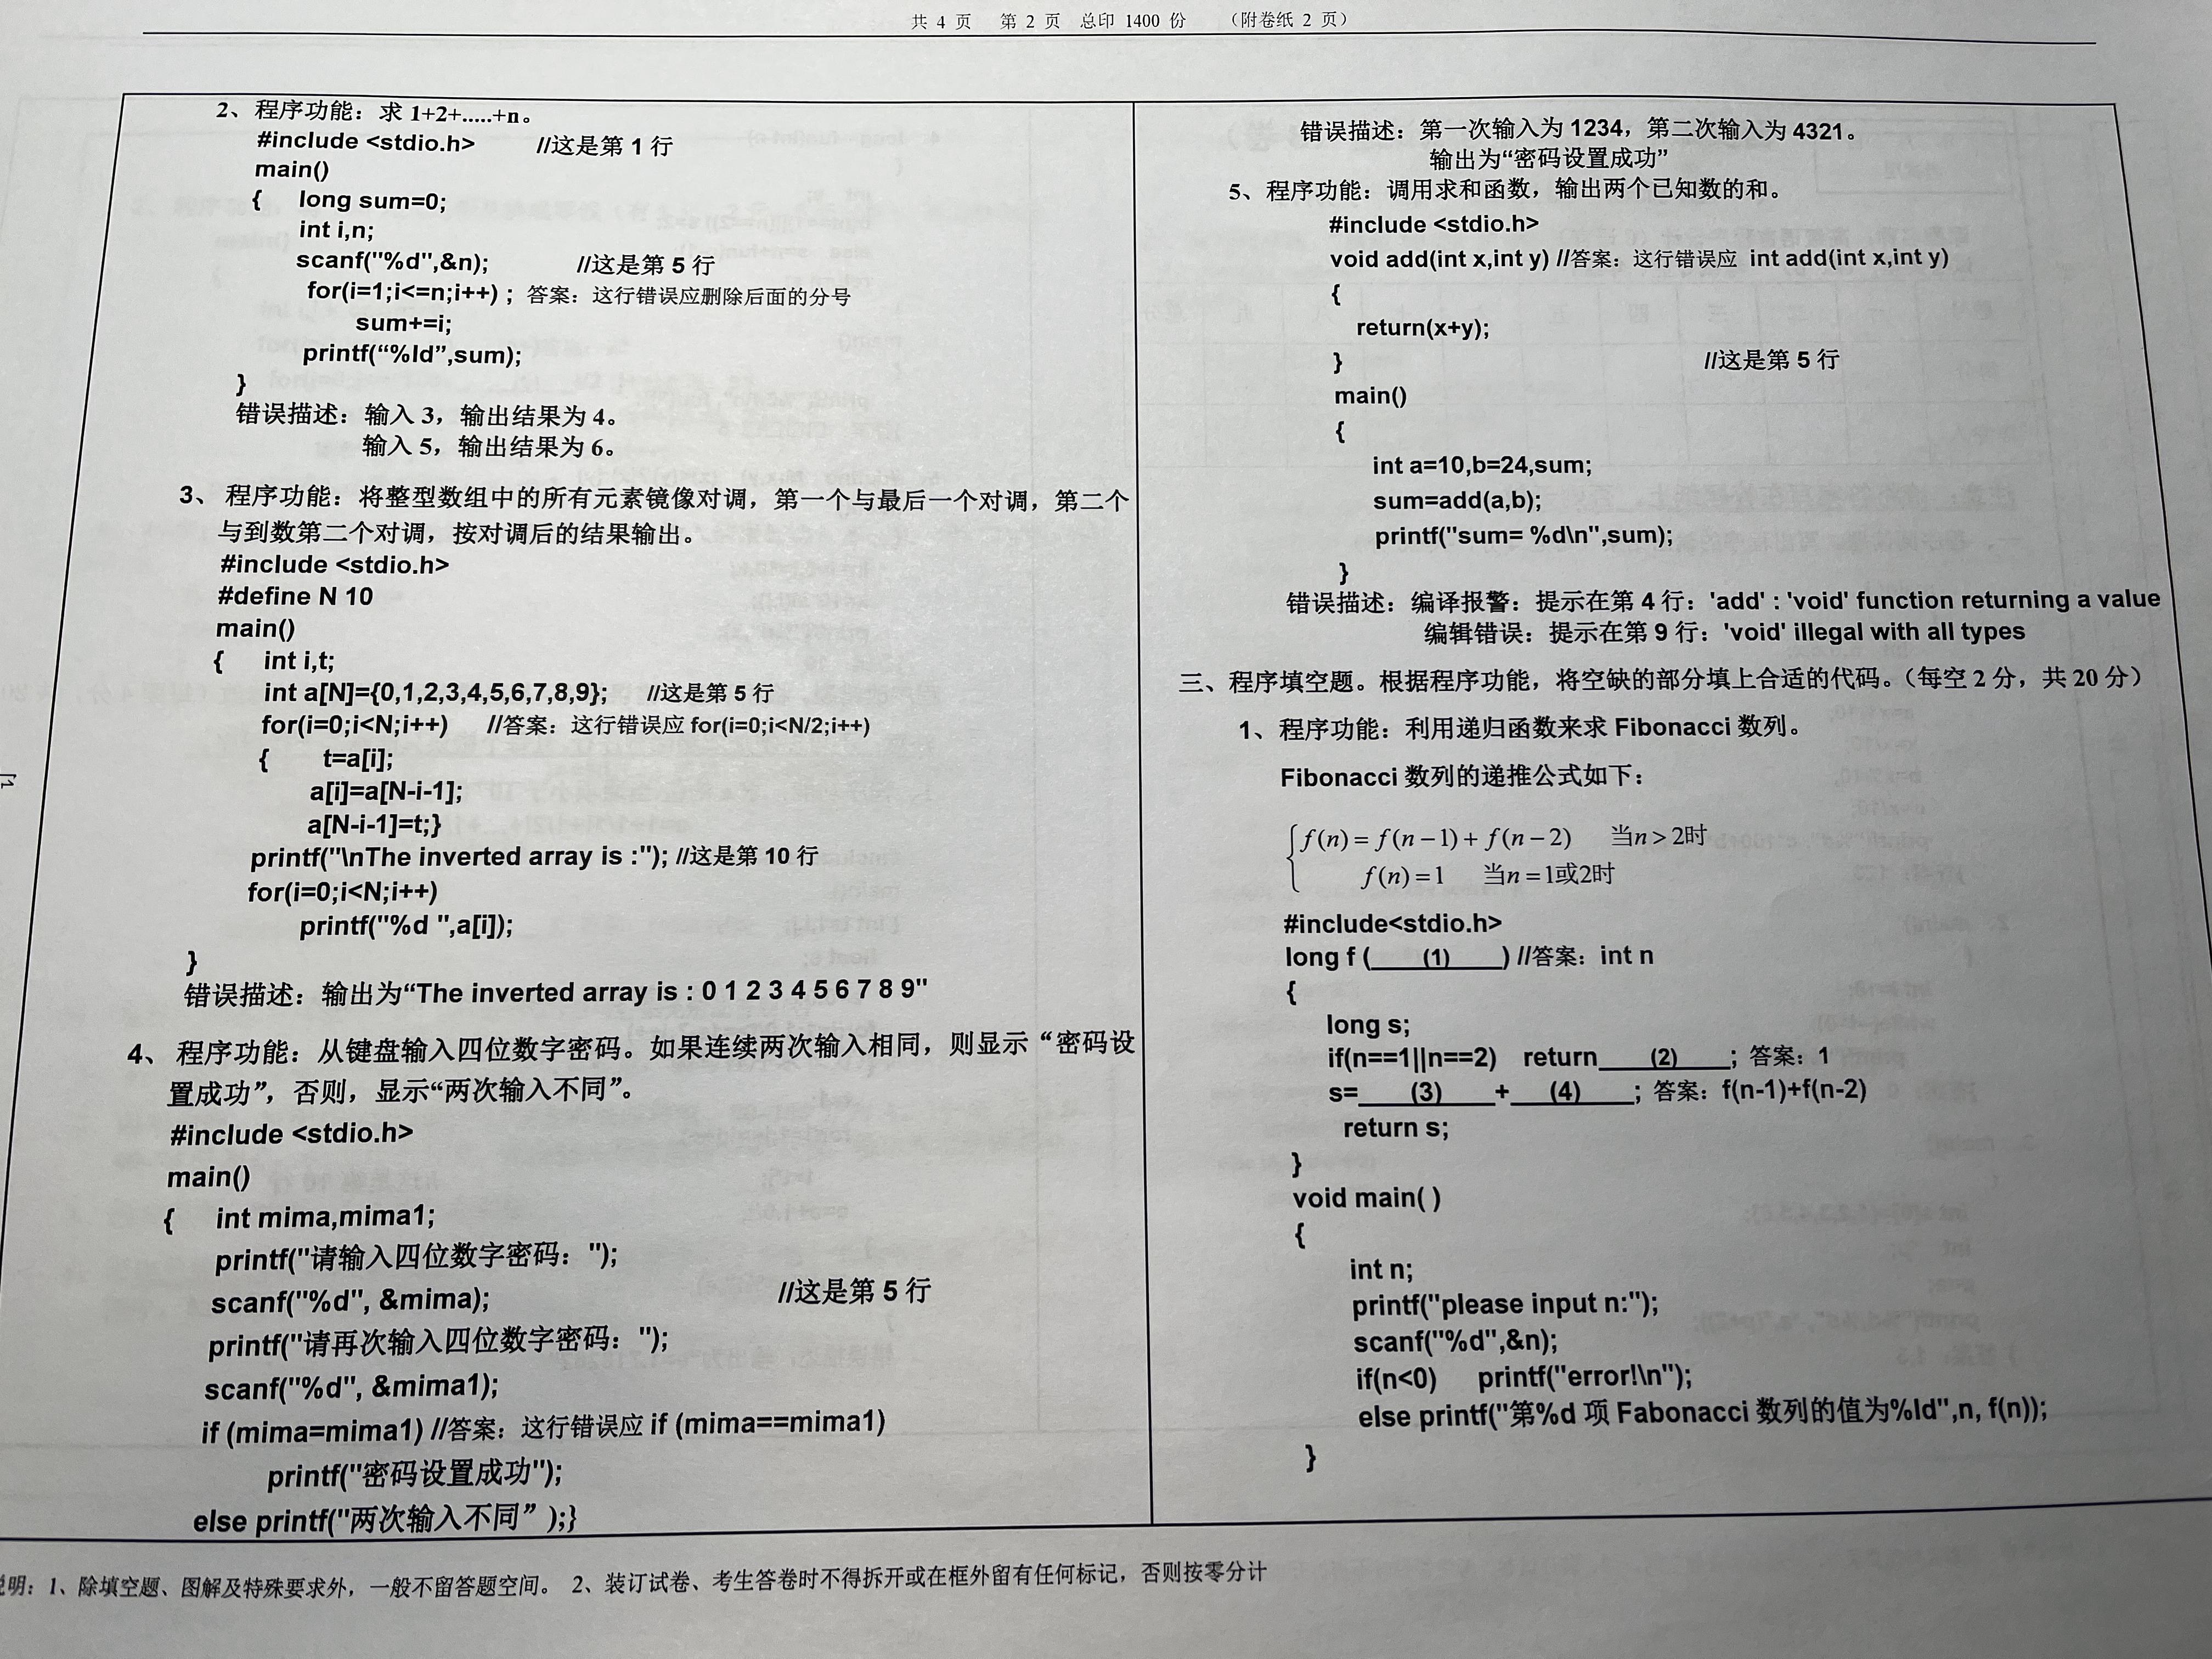 共 4 页 第 2 页 总印 1400 份 （附卷纸 2 页）
2、程序功能：求 1+2+.....+n。
#include <stdio.h> //这是第 1 行
main()
{ long sum=0;
int i,n;
scanf("%d",&n); //这是第 5 行
for(i=1;i<=n;i++) ; 答案：这行错误应删除后面的分号
sum+=i;
printf(“%ld”,sum);
}
错误描述：输入 3，输出结果为 4。
输入 5，输出结果为 6。
3、程序功能：将整型数组中的所有元素镜像对调，第一个与最后一个对调，第二个
与到数第二个对调，按对调后的结果输出。
#include <stdio.h>
#define N 10
main()
{ int i,t;
int a[N]={0,1,2,3,4,5,6,7,8,9}; //这是第 5 行
for(i=0;i<N;i++) //答案：这行错误应 for(i=0;i<N/2;i++)
{ t=a[i];
a[i]=a[N-i-1];
a[N-i-1]=t;}
printf("\nThe inverted array is :"); //这是第 10 行
for(i=0;i<N;i++)
printf("%d ",a[i]);
}
错误描述：输出为“The inverted array is : 0 1 2 3 4 5 6 7 8 9"
4、程序功能：从键盘输入四位数字密码。如果连续两次输入相同，则显示“密码设
置成功”，否则，显示“两次输入不同”。
#include <stdio.h>
main()
{ int mima,mima1;
printf("请输入四位数字密码：");
scanf("%d", &mima); //这是第 5 行
printf("请再次输入四位数字密码：");
scanf("%d", &mima1);
if (mima=mima1) //答案：这行错误应 if (mima==mima1)
printf("密码设置成功");
else printf("两次输入不同” );}
错误描述：第一次输入为 1234，第二次输入为 4321。
输出为“密码设置成功”
5、程序功能：调用求和函数，输出两个已知数的和。
#include <stdio.h>
void add(int x,int y) //答案：这行错误应 int add(int x,int y)
{
return(x+y);
} //这是第 5 行
main()
{
int a=10,b=24,sum;
sum=add(a,b);
printf("sum= %d\n",sum);
}
错误描述：编译报警：提示在第 4 行：'add' : 'void' function returning a value
编辑错误：提示在第 9 行：'void' illegal with all types
三、程序填空题。根据程序功能，将空缺的部分填上合适的代码。（每空 2 分，共 20 分）
1、程序功能：利用递归函数来求 Fibonacci 数列。
Fibonacci 数列的递推公式如下：
f(n) = f(n−1) + f(n−2) 当n > 2时
f(n) = 1 当n = 1或2时
#include<stdio.h>
long f (____(1)____) //答案：int n
{
long s;
if(n==1||n==2) return____(2)____; 答案：1
s=____(3)____+____(4)____; 答案：f(n-1)+f(n-2)
return s;
}
void main( )
{
int n;
printf("please input n:");
scanf("%d",&n);
if(n<0) printf("error!\n");
else printf("第%d 项 Fabonacci 数列的值为%ld",n, f(n));
}
明：1、除填空题、图解及特殊要求外，一般不留答题空间。 2、装订试卷、考生答卷时不得拆开或在框外留有任何标记，否则按零分计